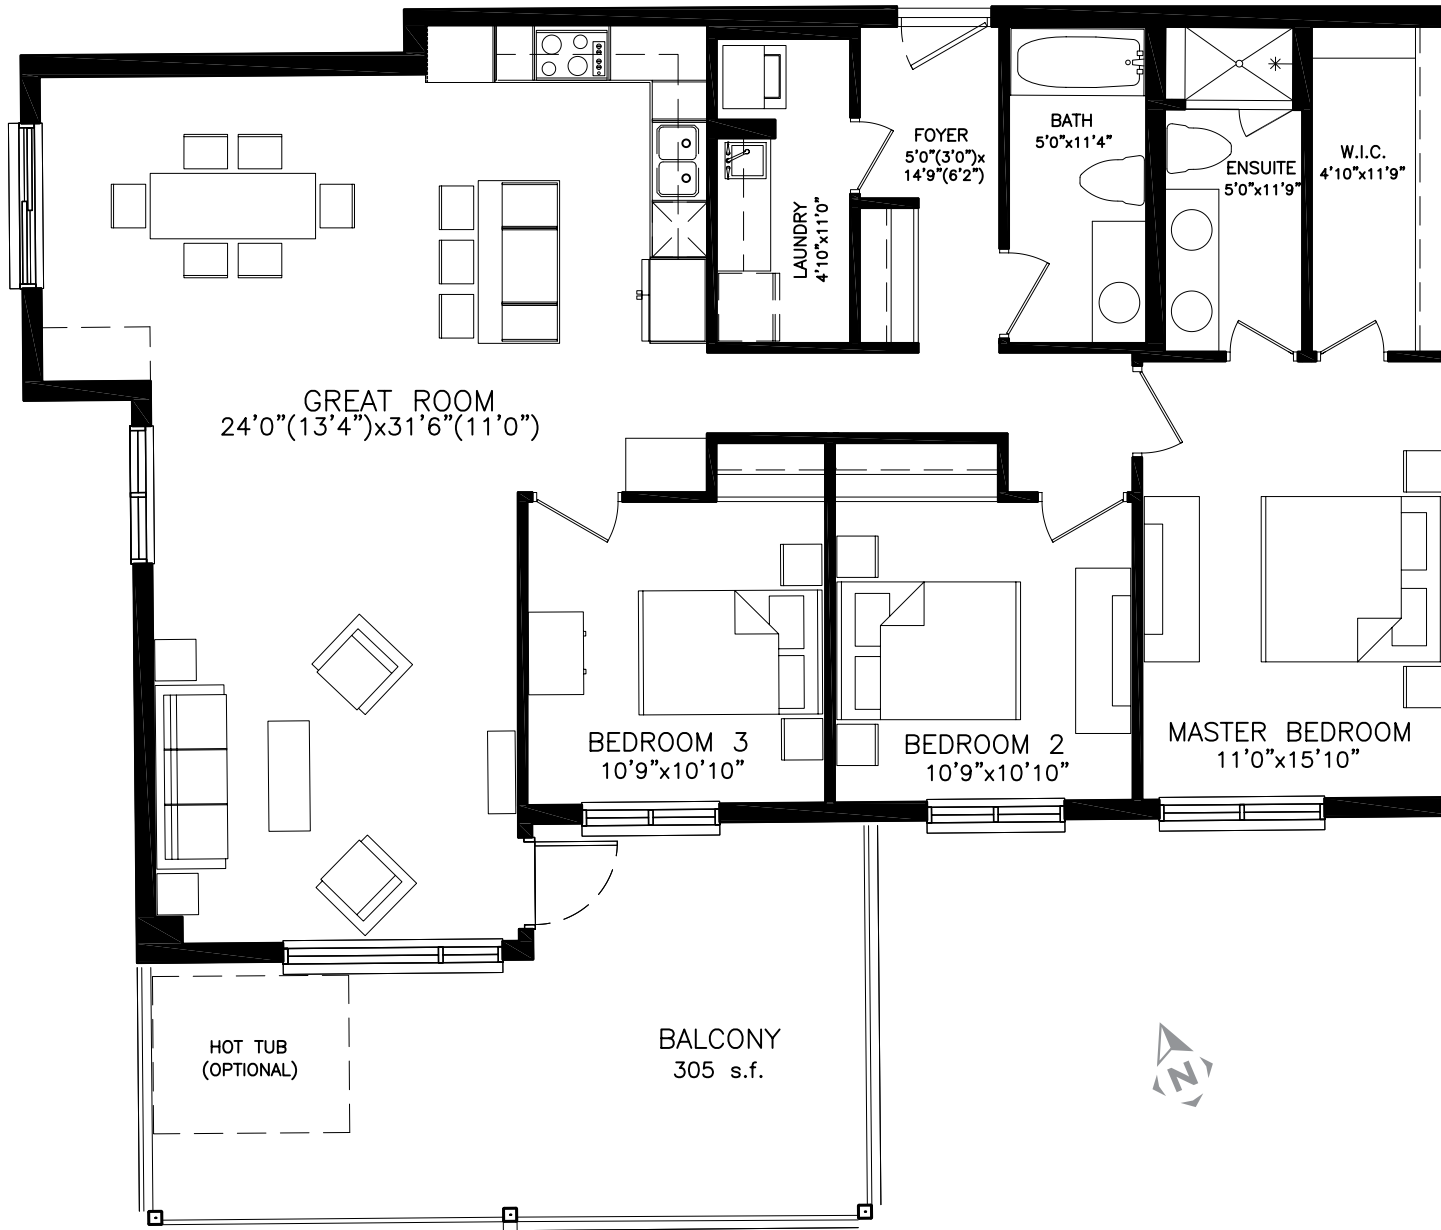 FOYER
5'0"(3'0")x
14'9"(6'2")
BATH
5'0"x11'4"
ENSUITE
5'0"x11'9"
W.I.C.
4'10"x11'9"
LAUNDRY
4'10"x11'0"
GREAT ROOM
24'0"(13'4")x31'6"(11'0")
BEDROOM 3
10'9"x10'10"
BEDROOM 2
10'9"x10'10"
MASTER BEDROOM
11'0"x15'10"
HOT TUB
(OPTIONAL)
BALCONY
305 s.f.
N